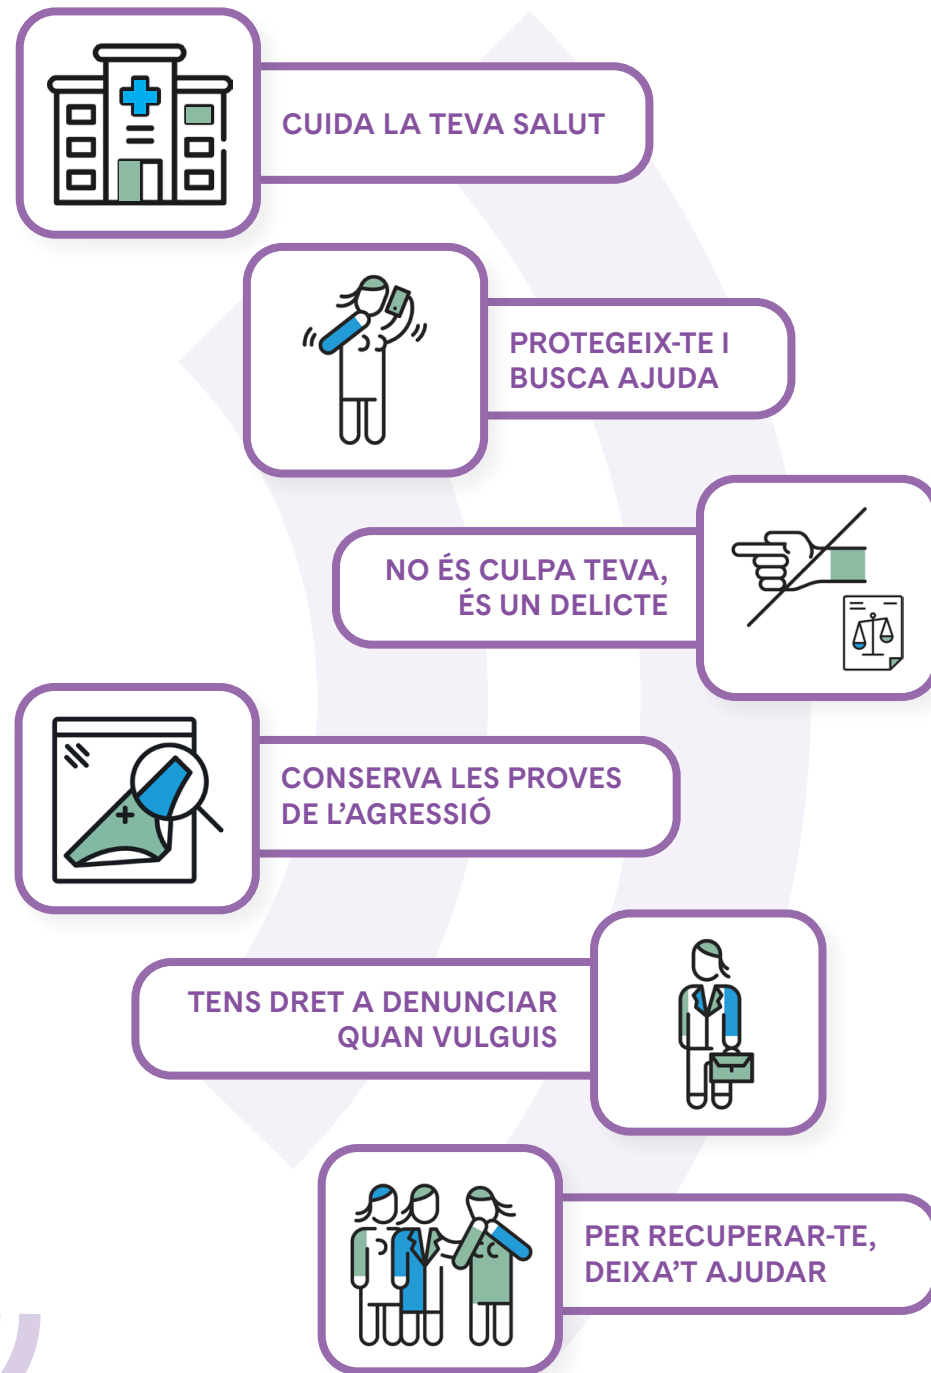 CUIDA LA TEVA SALUT
PROTEGEIX-TE I
BUSCA AJUDA
NO ÉS CULPA TEVA,
ÉS UN DELICTE
CONSERVA LES PROVES
DE L’AGRESSIÓ
TENS DRET A DENUNCIAR
QUAN VULGUIS
PER RECUPERAR-TE,
DEIXA’T AJUDAR